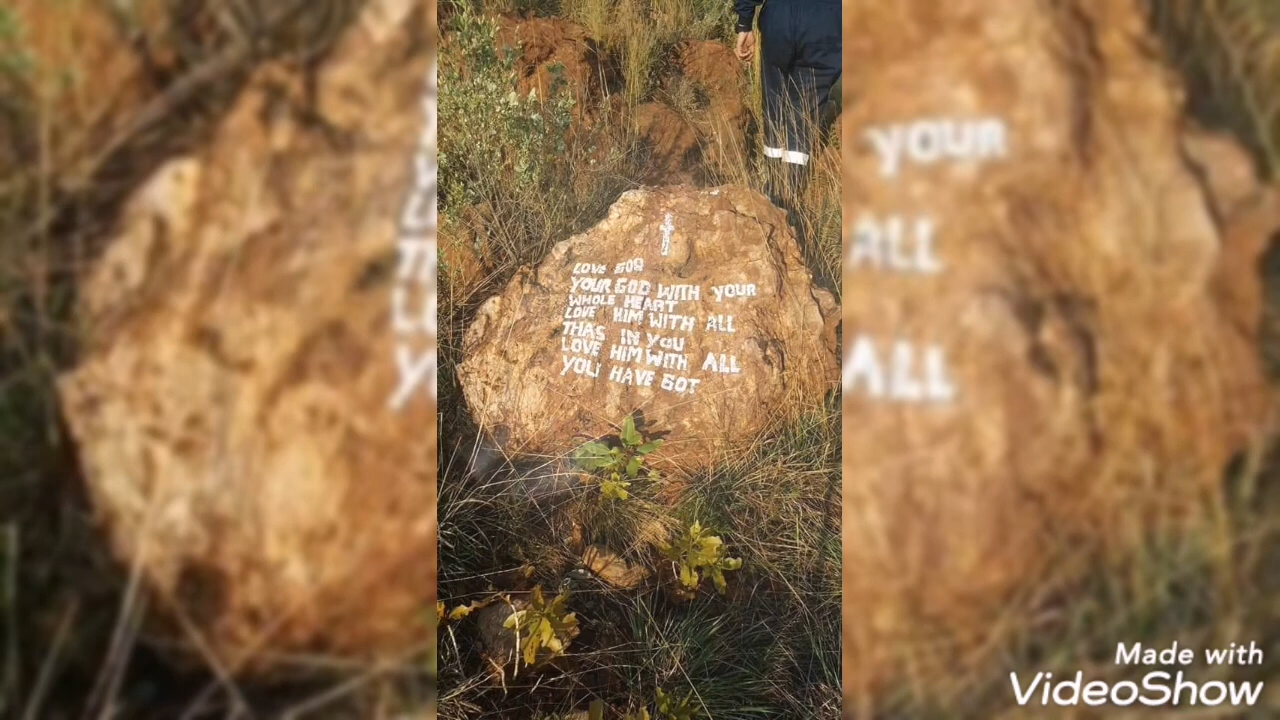 LOVE GOD
YOUR GOD WITH YOUR
WHOLE HEART
LOVE HIM WITH ALL
THAS IN YOU
LOVE HIM WITH ALL
YOU HAVE GOT
YOUR
ALL
ALL
Made with
VideoShow